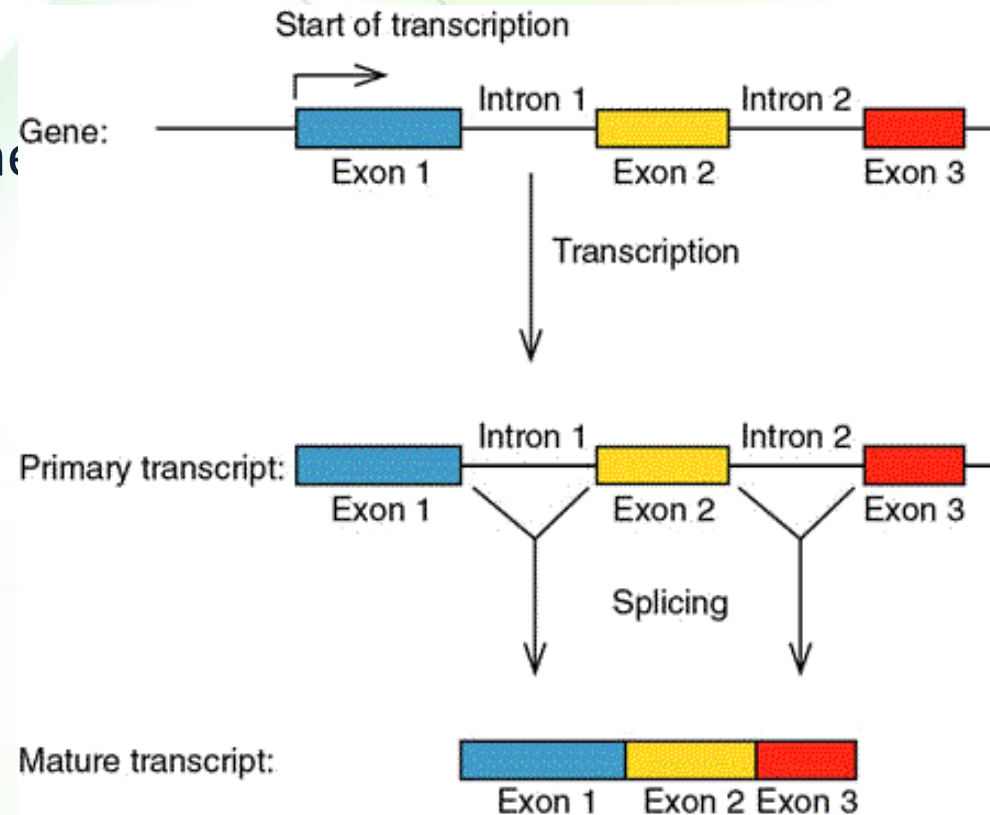 Start of transcription
Intron 1 Intron 2
Gene:
Exon 1 Exon 2 Exon 3
Transcription
Intron 1 Intron 2
Primary transcript:
Exon 1 Exon 2 Exon 3
Splicing
Mature transcript:
Exon 1 Exon 2 Exon 3